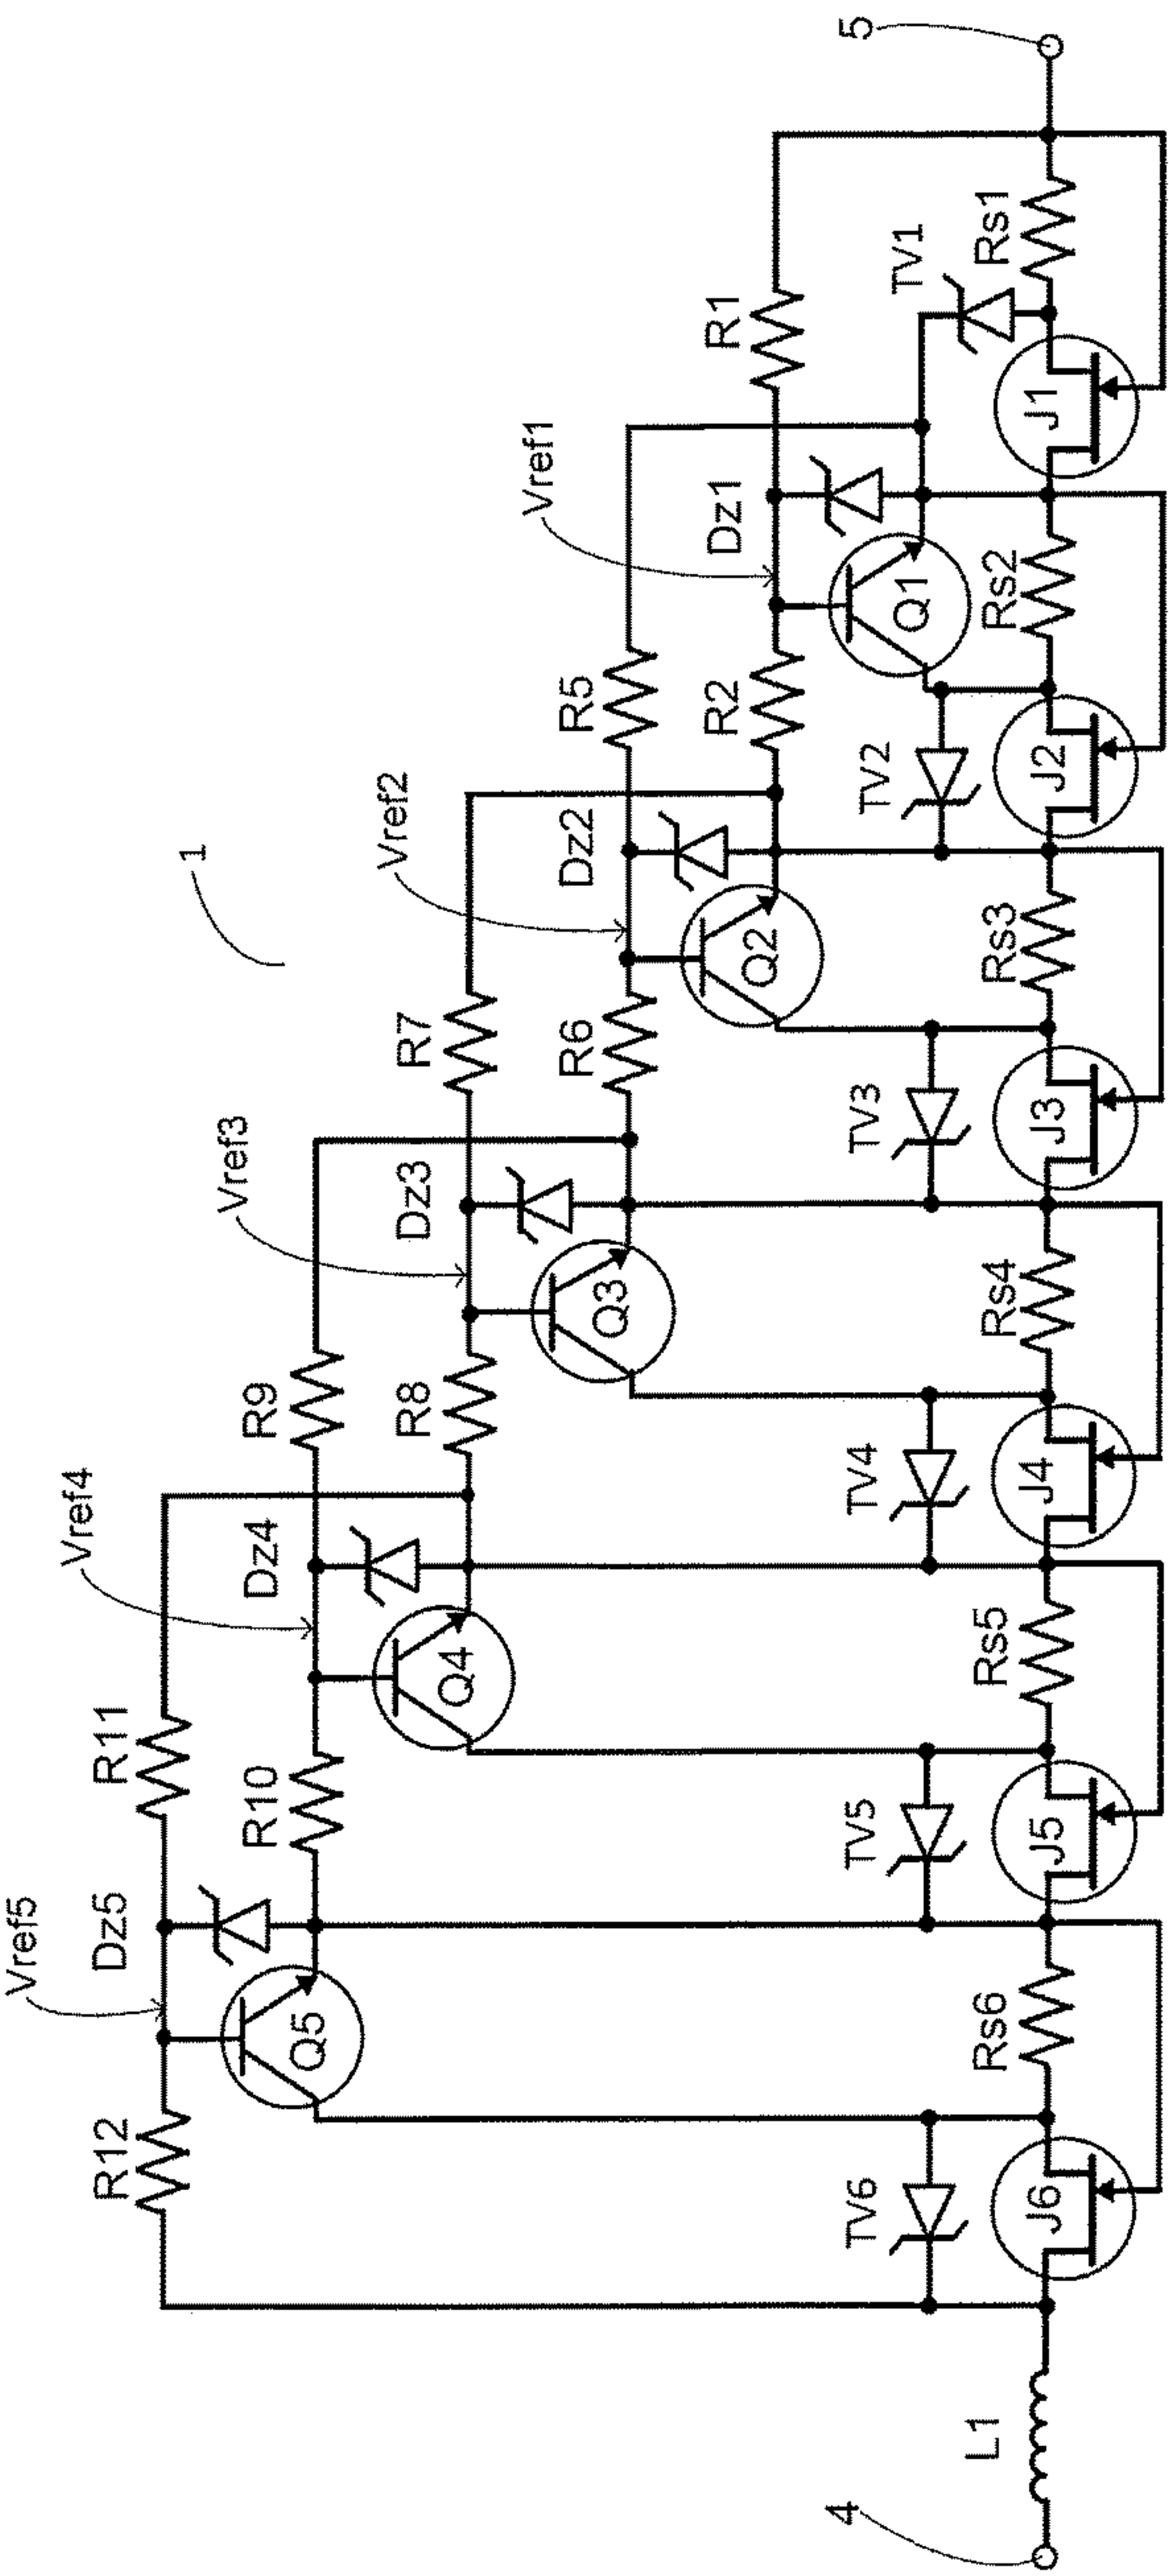 Vref5
Dz5
R12
R11
Vref4
Q5
R10
Dz4
R9
Vref3
Q4
R8
Dz3
R7
1
Vref2
Q3
R6
Dz2
R5
Vref1
Q2
R2
Dz1
R1
Q1
TV6
TV5
TV4
TV3
TV2
TV1
4
L1
J6
Rs6
J5
Rs5
J4
Rs4
J3
Rs3
J2
Rs2
J1
Rs1
5